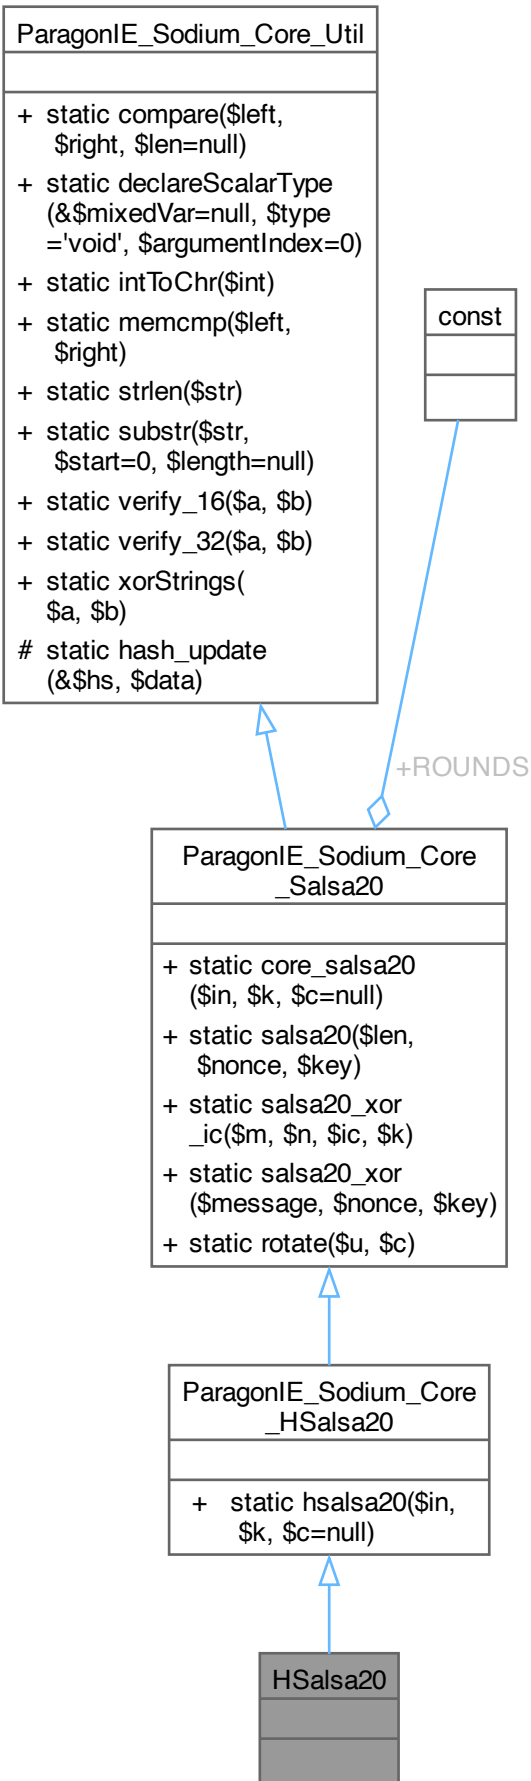 ParagonIE_Sodium_Core_Util
+ static compare($left,
$right, $len=null)
+ static declareScalarType
(&$mixedVar=null, $type
='void', $argumentIndex=0)
+ static intToChr($int)
+ static memcmp($left,
$right)
+ static strlen($str)
+ static substr($str,
$start=0, $length=null)
+ static verify_16($a, $b)
+ static verify_32($a, $b)
+ static xorStrings(
$a, $b)
# static hash_update
(&$hs, $data)
const
+ROUNDS
ParagonIE_Sodium_Core
_Salsa20
+ static core_salsa20
($in, $k, $c=null)
+ static salsa20($len,
$nonce, $key)
+ static salsa20_xor
_ic($m, $n, $ic, $k)
+ static salsa20_xor
($message, $nonce, $key)
+ static rotate($u, $c)
ParagonIE_Sodium_Core
_HSalsa20
+ static hsalsa20($in,
$k, $c=null)
HSalsa20